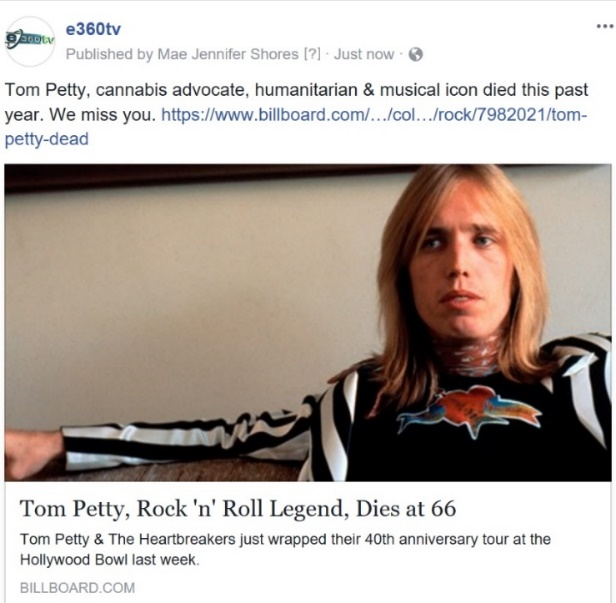 e360tv
e360tv
Published by Mae Jennifer Shores [?] · Just now ·
Tom Petty, cannabis advocate, humanitarian & musical icon died this past
year. We miss you. https://www.billboard.com/.../col.../rock/7982021/tom-
petty-dead
Tom Petty, Rock 'n' Roll Legend, Dies at 66
Tom Petty & The Heartbreakers just wrapped their 40th anniversary tour at the
Hollywood Bowl last week.
BILLBOARD.COM